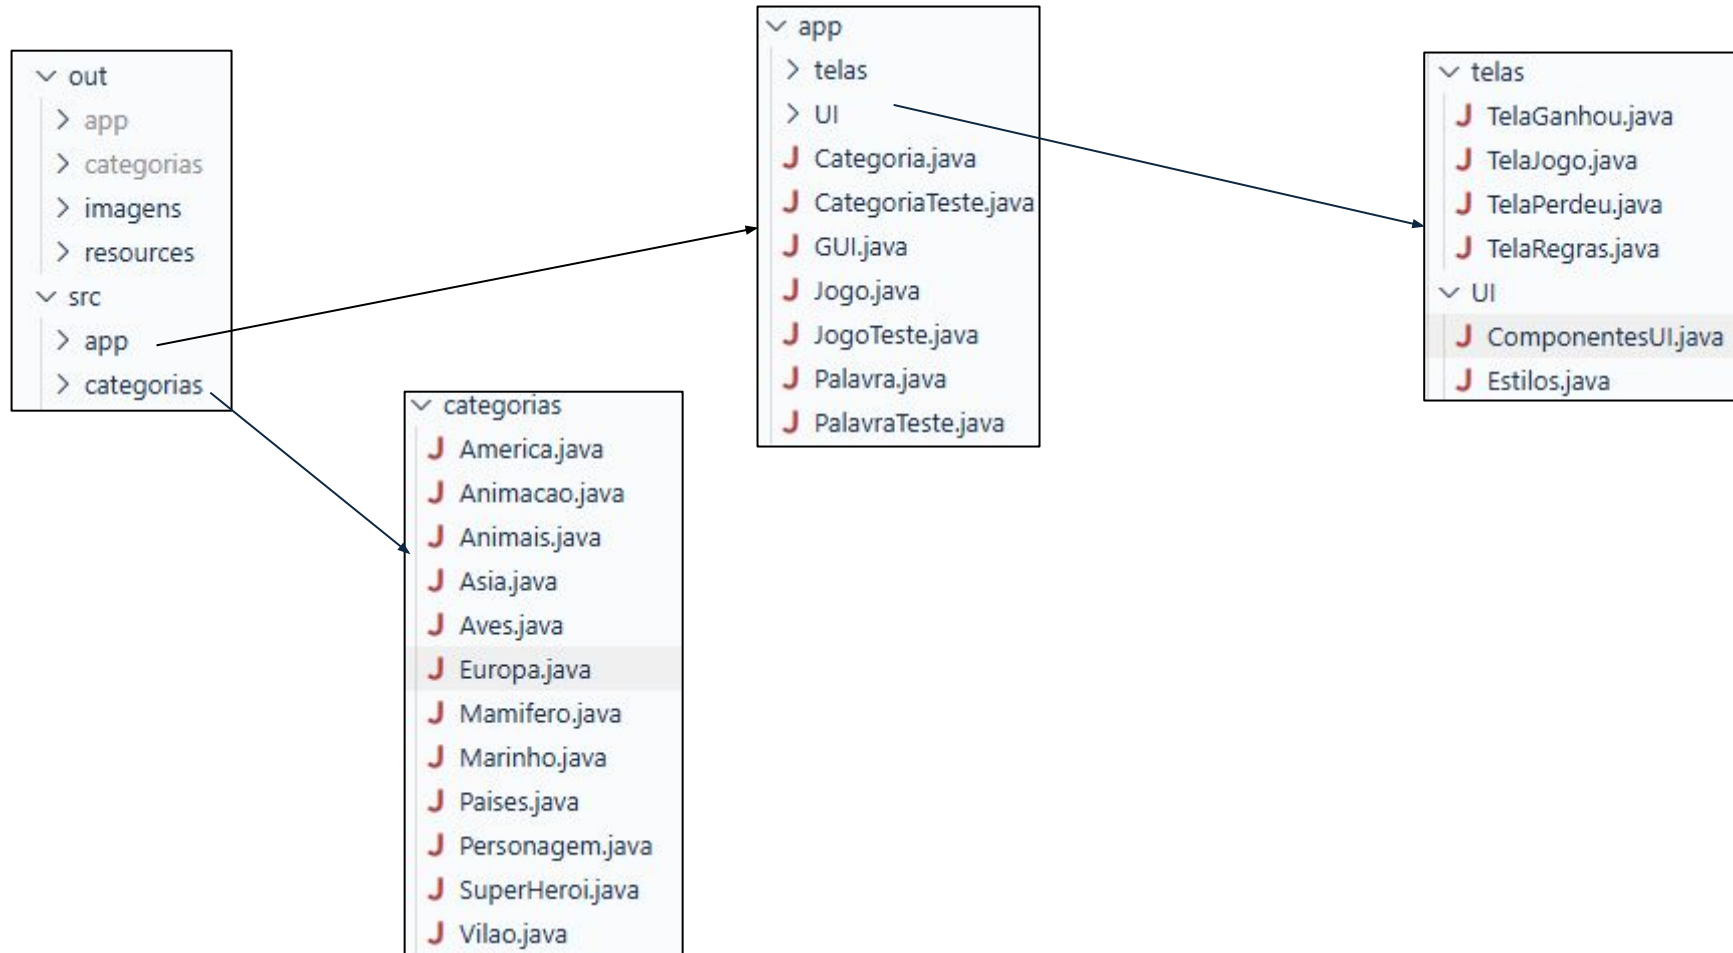 out
app
categorias
imagens
resources
src
app
categorias
categorias
J America.java
J Animacao.java
J Animais.java
J Asia.java
J Aves.java
J Europa.java
J Mamifero.java
J Marinho.java
J Paises.java
J Personagem.java
J SuperHeroi.java
J Vilao.java
app
telas
UI
J Categoria.java
J CategoriaTeste.java
J GUI.java
J Jogo.java
J JogoTeste.java
J Palavra.java
J PalavraTeste.java
telas
J TelaGanhou.java
J TelaJogo.java
J TelaPerdeu.java
J TelaRegras.java
UI
J ComponentesUI.java
J Estilos.java